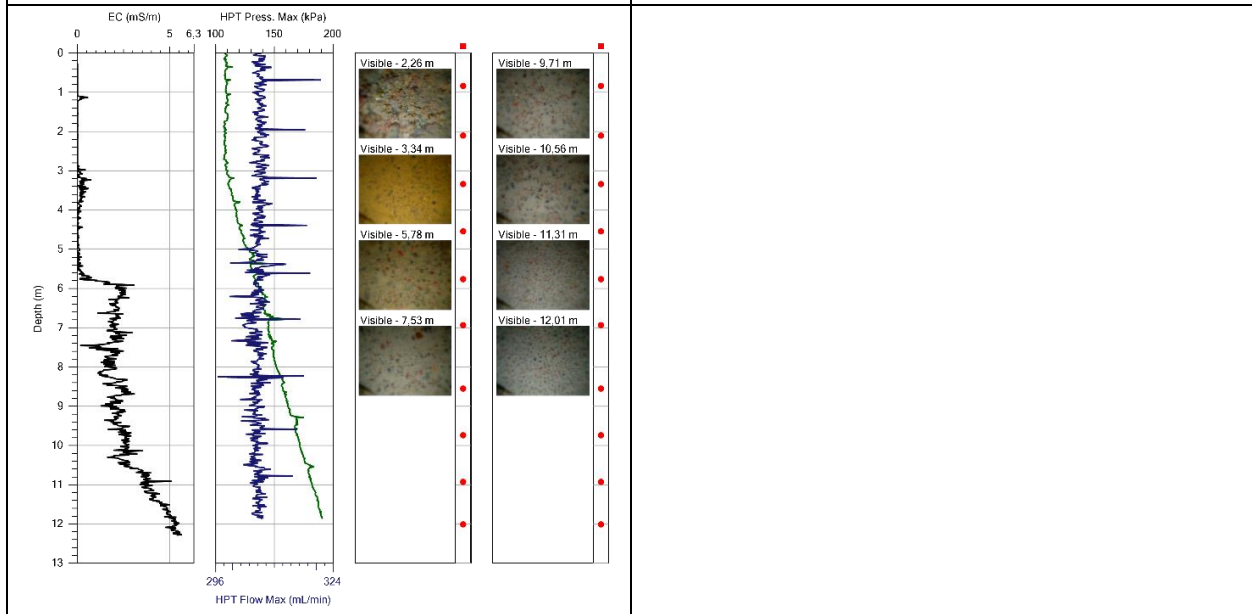 EC (mS/m)
0 5 6,3
HPT Press. Max (kPa)
100 150 200
Depth (m)
0
1
2
3
4
5
6
7
8
9
10
11
12
13
296 324
HPT Flow Max (mL/min)
Visible - 2,26 m
Visible - 3,34 m
Visible - 5,78 m
Visible - 7,53 m
Visible - 9,71 m
Visible - 10,56 m
Visible - 11,31 m
Visible - 12,01 m